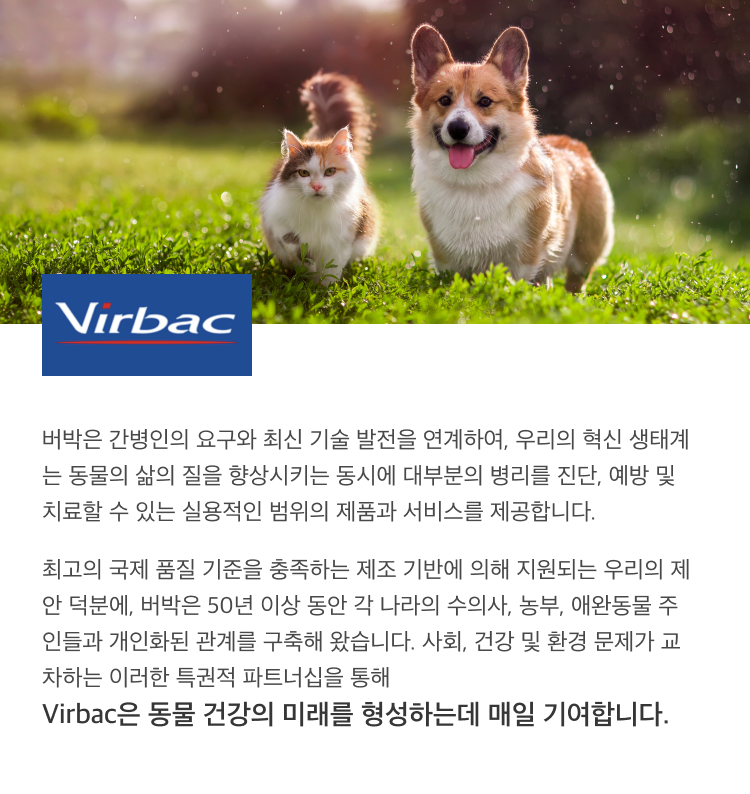 Virbac
버박은 간병인의 요구와 최신 기술 발전을 연계하여, 우리의 혁신 생태계
는 동물의 삶의 질을 향상시키는 동시에 대부분의 병리를 진단, 예방 및
치료할 수 있는 실용적인 범위의 제품과 서비스를 제공합니다.
최고의 국제 품질 기준을 충족하는 제조 기반에 의해 지원되는 우리의 제
안 덕분에, 버박은 50년 이상 동안 각 나라의 수의사, 농부, 애완동물 주
인들과 개인화된 관계를 구축해 왔습니다. 사회, 건강 및 환경 문제가 교
차하는 이러한 특권적 파트너십을 통해
Virbac은 동물 건강의 미래를 형성하는데 매일 기여합니다.